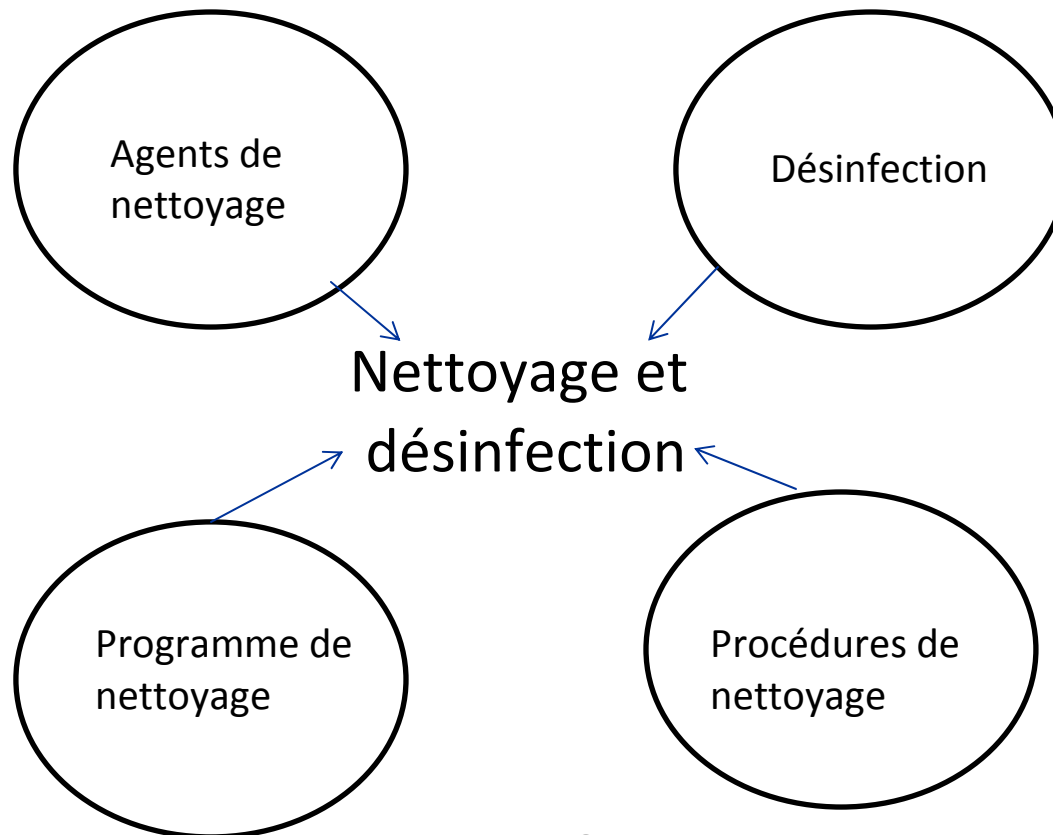 Agents de
nettoyage
Désinfection
Nettoyage et
désinfection
Programme de
nettoyage
Procédures de
nettoyage